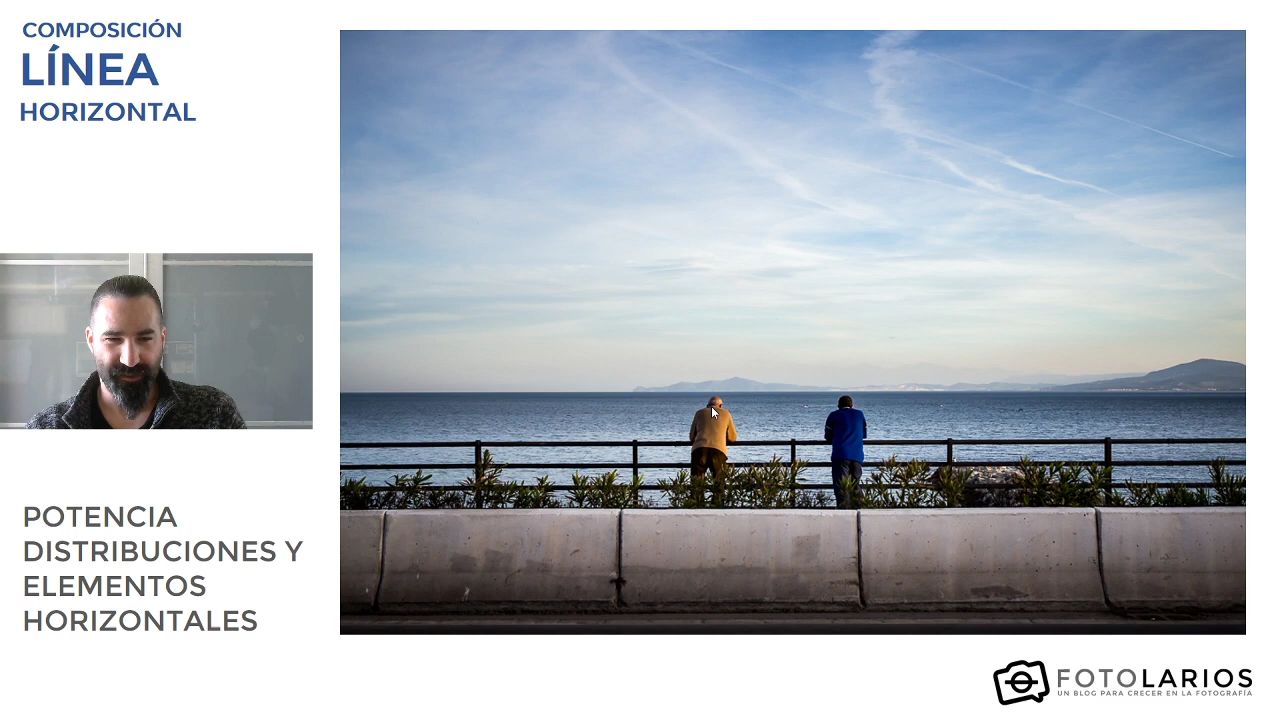 COMPOSICIÓN
LÍNEA
HORIZONTAL
POTENCIA
DISTRIBUCIONES Y
ELEMENTOS
HORIZONTALES
FOTOLARIOS
UN BLOG PARA CRECER EN LA FOTOGRAFÍA